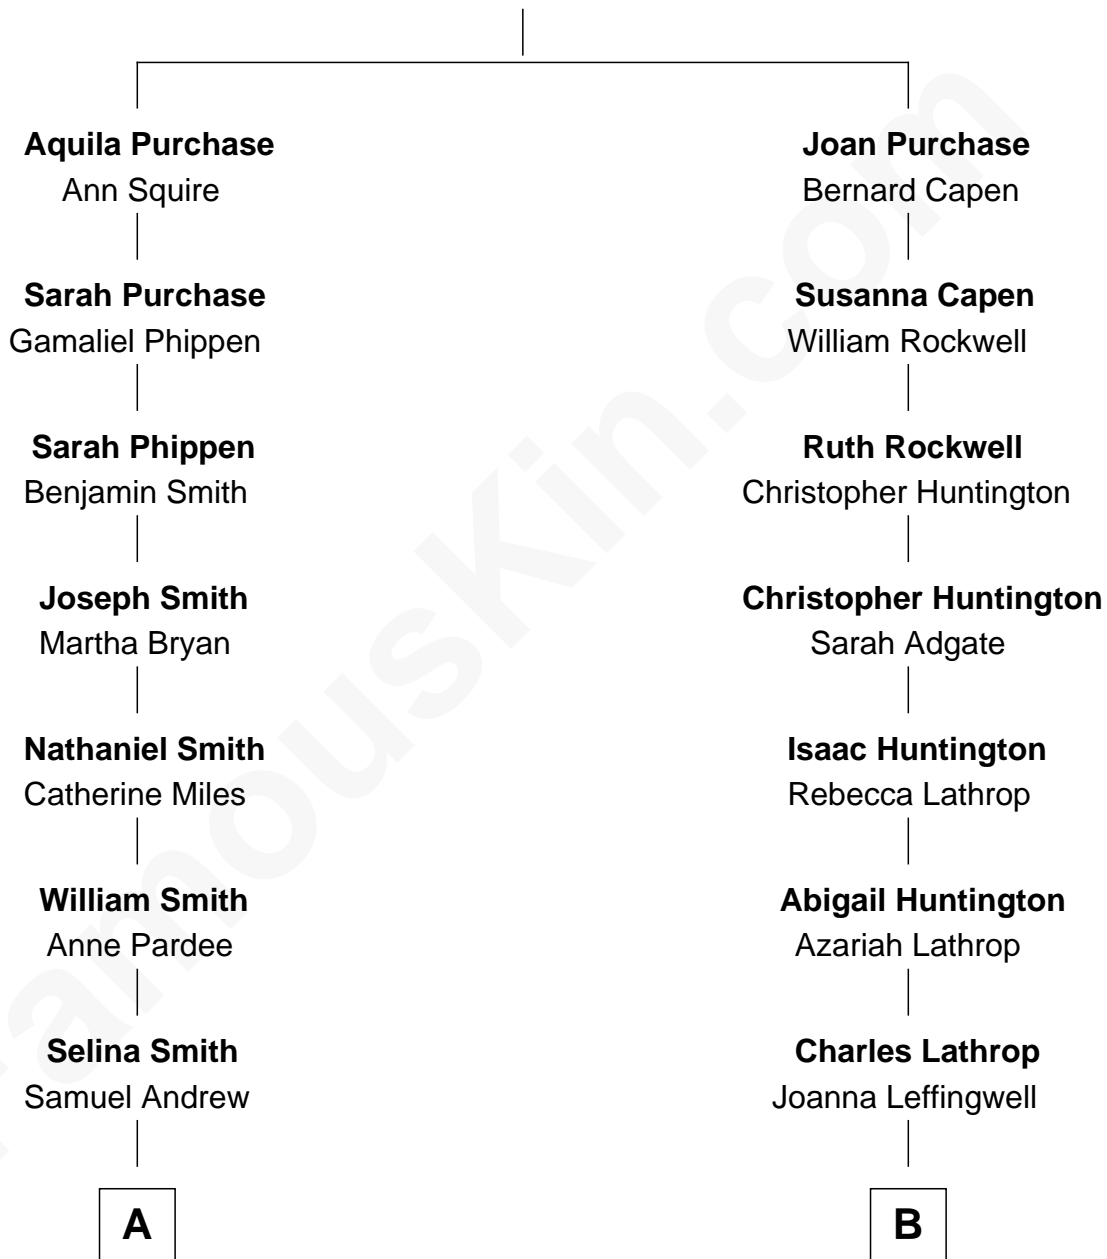 Aquila Purchase
Ann Squire
Sarah Purchase
Gamaliel Phippen
Sarah Phippen
Benjamin Smith
Joseph Smith
Martha Bryan
Nathaniel Smith
Catherine Miles
William Smith
Anne Pardee
Selina Smith
Samuel Andrew
A
Joan Purchase
Bernard Capen
Susanna Capen
William Rockwell
Ruth Rockwell
Christopher Huntington
Christopher Huntington
Sarah Adgate
Isaac Huntington
Rebecca Lathrop
Abigail Huntington
Azariah Lathrop
Charles Lathrop
Joanna Leffingwell
B
FamousKin.com